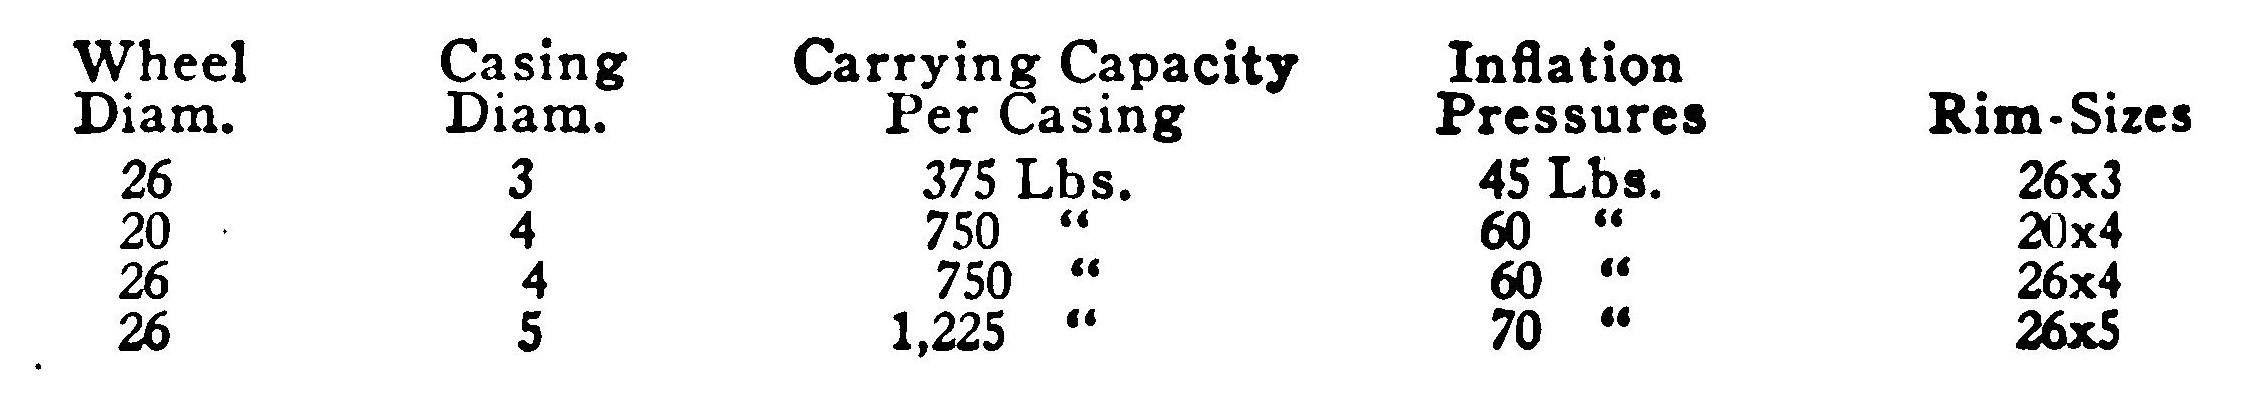 Wheel Casing Carrying Capacity Inflation
Diam. Diam. Per Casing Pressures Rim-Sizes
26 3 375 Lbs. 45 Lbs. 26x3
20 4 750 “ 60 “ 20x4
26 4 750 “ 60 “ 26x4
26 5 1,225 “ 70 “ 26x5